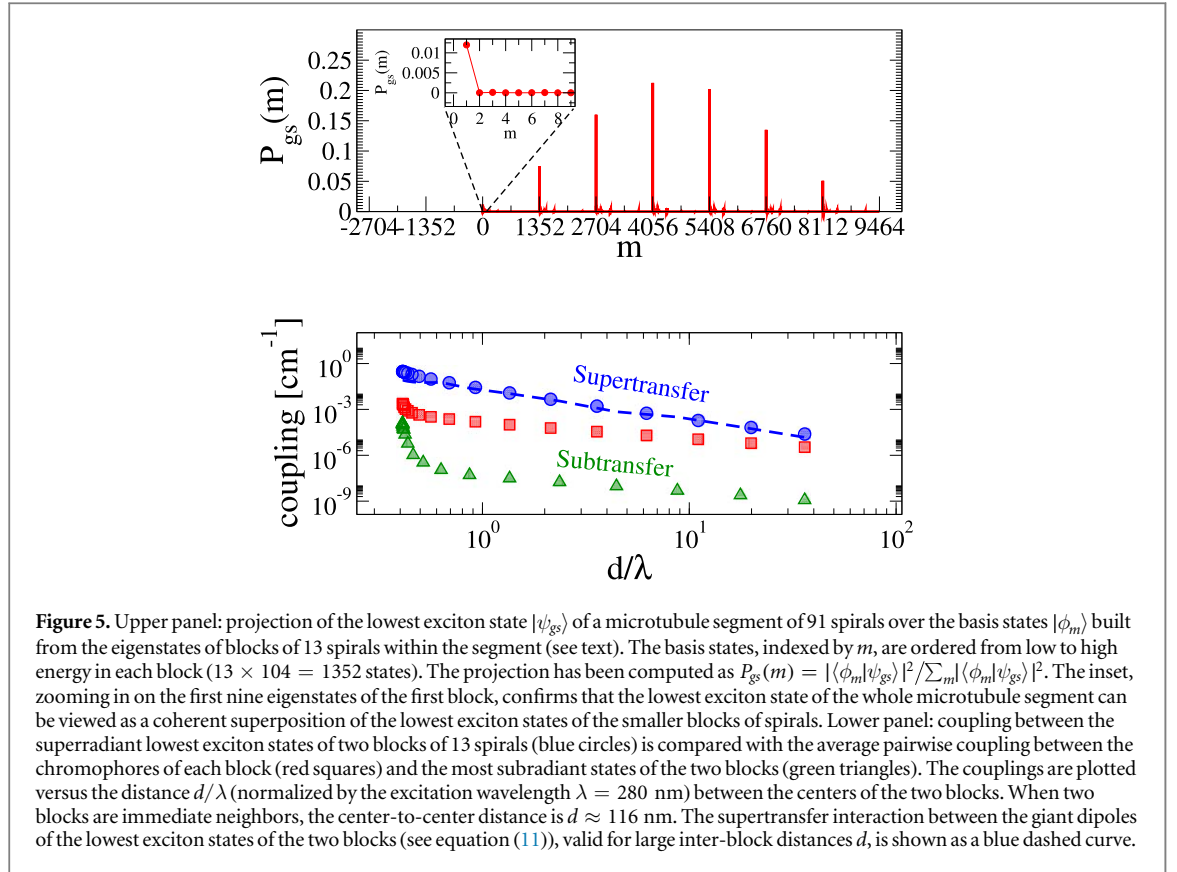 0.25
0.2
0.15
0.1
0.05
0
P_gs(m)
0.01
0.005
0
P_gs(m)
0 2 4 6 8
m
-2704 -1352 0 1352 2704 4056 5408 6760 8112 9464
m
10^0
10^-3
10^-6
10^-9
coupling [cm^-1]
Supertransfer
Subtransfer
10^0 10^1 10^2
d/λ
Figure 5. Upper panel: projection of the lowest exciton state |ψ_gs⟩ of a microtubule segment of 91 spirals over the basis states |ϕ_m⟩ built
from the eigenstates of blocks of 13 spirals within the segment (see text). The basis states, indexed by m, are ordered from low to high
energy in each block (13 × 104 = 1352 states). The projection has been computed as P_gs(m) = |⟨ϕ_m|ψ_gs⟩|²/∑_m|⟨ϕ_m|ψ_gs⟩|². The inset,
zooming in on the first nine eigenstates of the first block, confirms that the lowest exciton state of the whole microtubule segment can
be viewed as a coherent superposition of the lowest exciton states of the smaller blocks of spirals. Lower panel: coupling between the
superradiant lowest exciton states of two blocks of 13 spirals (blue circles) is compared with the average pairwise coupling between the
chromophores of each block (red squares) and the most subradiant states of the two blocks (green triangles). The couplings are plotted
versus the distance d/λ (normalized by the excitation wavelength λ = 280 nm) between the centers of the two blocks. When two
blocks are immediate neighbors, the center-to-center distance is d ≈ 116 nm. The supertransfer interaction between the giant dipoles
of the lowest exciton states of the two blocks (see equation (11)), valid for large inter-block distances d, is shown as a blue dashed curve.